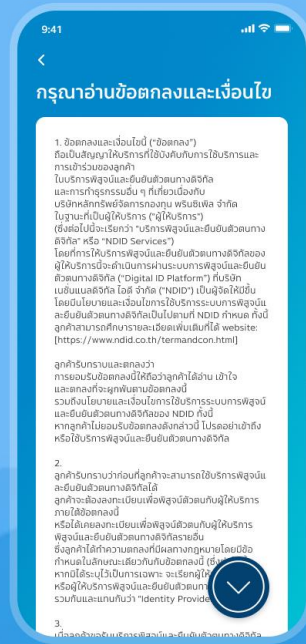 9:41
กรุณาอ่านข้อตกลงและเงื่อนไข
1. ข้อตกลงและเงื่อนไขนี้ ("ข้อตกลง")
ถือเป็นสัญญาให้บริการที่ใช้บังคับกับการใช้บริการและ
การเข้าร่วมของลูกค้า
ในบริการพิสูจน์และยืนยันตัวตนทางดิจิทัล
และการทำธุรกรรมอื่น ๆ ที่เกี่ยวเนื่องกับ
บริษัทหลักทรัพย์จัดการกองทุน พรินซิเพิล จำกัด
ในฐานะที่เป็นผู้ให้บริการ ("ผู้ให้บริการ")
(ซึ่งต่อไปนี้จะเรียกว่า "บริการพิสูจน์และยืนยันตัวตนทาง
ดิจิทัล" หรือ "NDID Services")
โดยที่การให้บริการพิสูจน์และยืนยันตัวตนทางดิจิทัลของ
ผู้ให้บริการนี้จะดำเนินการผ่านระบบการพิสูจน์และยืนยัน
ตัวตนทางดิจิทัล ("Digital ID Platform") ที่บริษัท
เนชั่นแนลดิจิทัล ไอดี จำกัด ("NDID") เป็นผู้จัดให้มีขึ้น
โดยมีนโยบายและเงื่อนไขการใช้บริการระบบการพิสูจน์แ
ละยืนยันตัวตนทางดิจิทัลเป็นไปตามที่ NDID กำหนด ทั้งนี้
ลูกค้าสามารถศึกษารายละเอียดเพิ่มเติมที่ได้ website:
[https://www.ndid.co.th/termandcon.html]
ลูกค้ารับทราบและตกลงว่า
การยอมรับข้อตกลงนี้ให้ถือว่าลูกค้าได้อ่าน เข้าใจ
และตกลงที่จะผูกพันตามข้อตกลงนี้
รวมถึงนโยบายและเงื่อนไขการใช้บริการระบบการพิสูจน์
และยืนยันตัวตนทางดิจิทัลของ NDID ทั้งนี้
หากลูกค้าไม่ยอมรับข้อตกลงดังกล่าวนี้ โปรดอย่าเข้าถึง
หรือใช้บริการพิสูจน์และยืนยันตัวตนทางดิจิทัล
2.
ลูกค้ารับทราบว่าก่อนที่ลูกค้าจะสามารถใช้บริการพิสูจน์แ
ละยืนยันตัวตนทางดิจิทัลได้
ลูกค้าจะต้องลงทะเบียนเพื่อพิสูจน์ตัวตนกับผู้ให้บริการ
ภายใต้ข้อตกลงนี้
หรือได้เคยลงทะเบียนเพื่อพิสูจน์ตัวตนกับผู้ให้บริการ
พิสูจน์และยืนยันตัวตนทางดิจิทัลรายอื่น
ซึ่งลูกค้าได้ทำความตกลงที่มีผลทางกฎหมายโดยมีข้อ
กำหนดในลักษณะเดียวกันกับข้อตกลงนี้
หากมิได้ระบุไว้เป็นการเฉพาะ จะเรียกผู้ให้
หรือผู้ให้บริการพิสูจน์และยืนยันตัวตน
รวมกันและแทนกันว่า "Identity Provide
3.
เมื่อลูกค้าขอรับบริการพิสูจน์และยืนยันตัวตนทางดิจิทัล